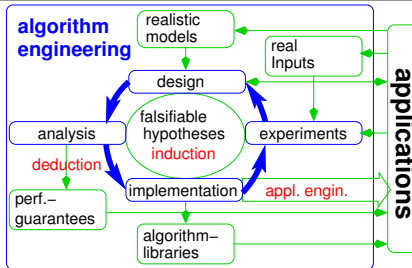 algorithm
engineering
realistic
models
real
Inputs
design
falsifiable
hypotheses
induction
analysis
experiments
deduction
implementation
appl. engin.
perf.–
guarantees
algorithm–
libraries
applications